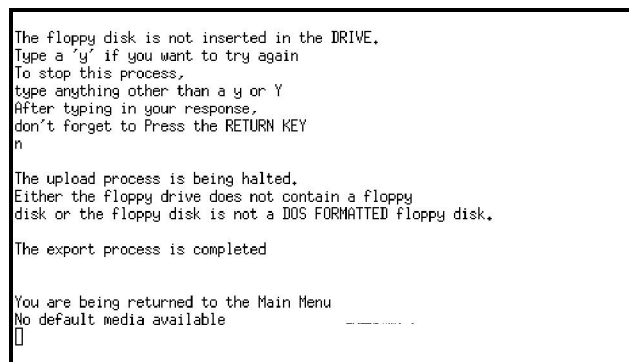 The floppy disk is not inserted in the DRIVE.
Type a 'y' if you want to try again
To stop this process,
type anything other than a y or Y
After typing in your response,
don't forget to Press the RETURN KEY
n
The upload process is being halted.
Either the floppy drive does not contain a floppy
disk or the floppy disk is not a DOS FORMATTED floppy disk.
The export process is completed
You are being returned to the Main Menu
No default media available